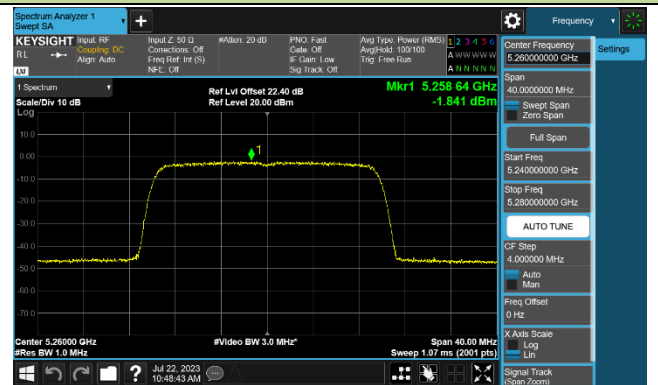 Spectrum Analyzer 1
Swept SA
+
Frequency
KEYSIGHT
RL
LXI
Input: RF
Coupling: DC
Align: Auto
Input Z: 50 Ω
Corrections: Off
Freq Ref: Int (S)
NFE: Off
#Atten: 20 dB
PNO: Fast
Gate: Off
IF Gain: Low
Sig Track: Off
Avg Type: Power (RMS)
Avg|Hold: 100/100
Trig: Free Run
1 2 3 4 5 6
A W W W W W
A N N N N N
1 Spectrum
Scale/Div 10 dB
Log
Ref Lvl Offset 22.40 dB
Ref Level 20.00 dBm
Mkr1 5.258 64 GHz
-1.841 dBm
1
10.0
0.00
-10.0
-20.0
-30.0
-40.0
-50.0
-60.0
-70.0
Center 5.26000 GHz
#Res BW 1.0 MHz
#Video BW 3.0 MHz*
Span 40.00 MHz
Sweep 1.07 ms (2001 pts)
Center Frequency
5.260000000 GHz
Settings
Span
40.0000000 MHz
Swept Span
Zero Span
Full Span
Start Freq
5.240000000 GHz
Stop Freq
5.280000000 GHz
AUTO TUNE
CF Step
4.000000 MHz
Auto
Man
Freq Offset
0 Hz
X Axis Scale
Log
Lin
Signal Track
(Span Zoom)
?
Jul 22, 2023
10:48:43 AM